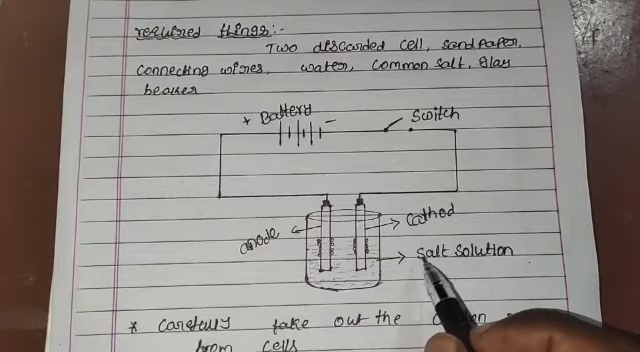 required things:-
Two discarded cell, sand paper,
connecting wires, water, common salt, glass
beaker
+ Battery -
Switch
anode
cathod
salt solution
* Carefully take out the
from cells